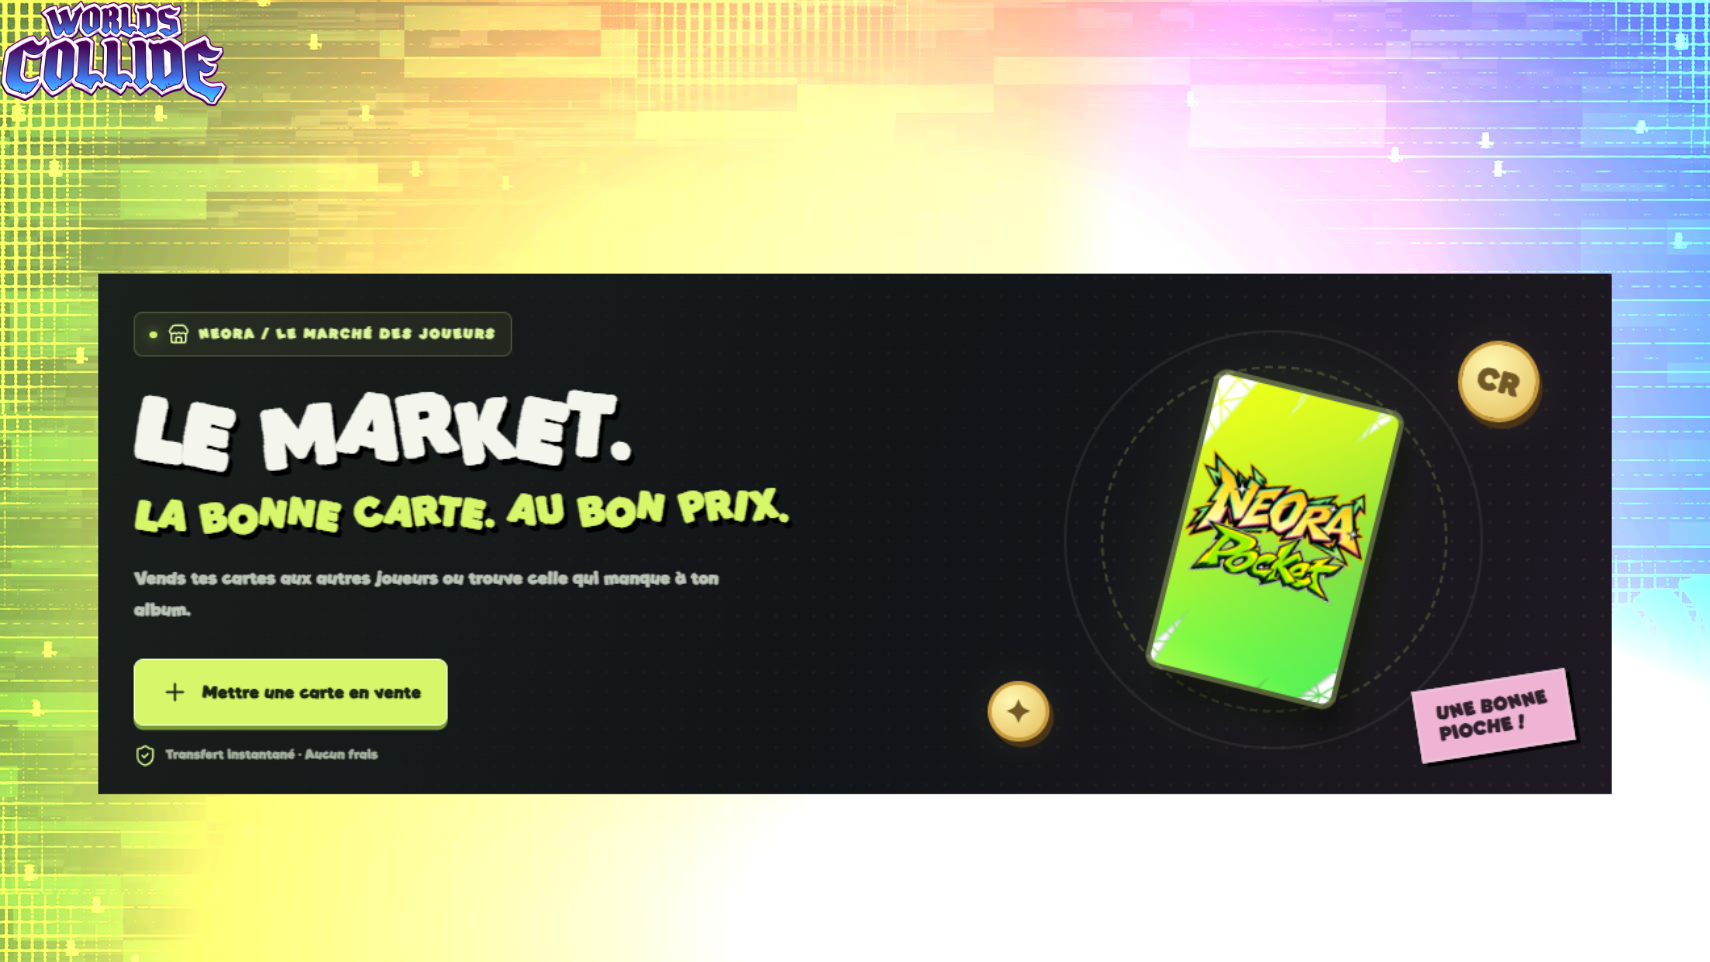 WORLDS
COLLIDE
NEORA / LE MARCHÉ DES JOUEURS
LE MARKET.
LA BONNE CARTE. AU BON PRIX.
Vends tes cartes aux autres joueurs ou trouve celle qui manque à ton
album.
+ Mettre une carte en vente
Transfert instantané · Aucun frais
CR
NEORA
Pocket
UNE BONNE
PIOCHE !